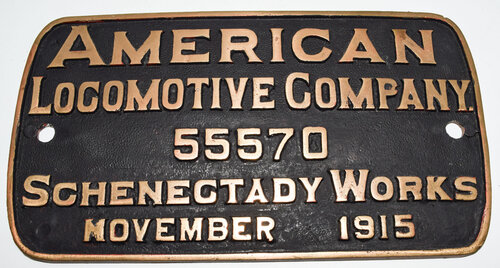 AMERICAN
LOCOMOTIVE COMPANY.
55570
SCHENECTADY WORKS
NOVEMBER 1915